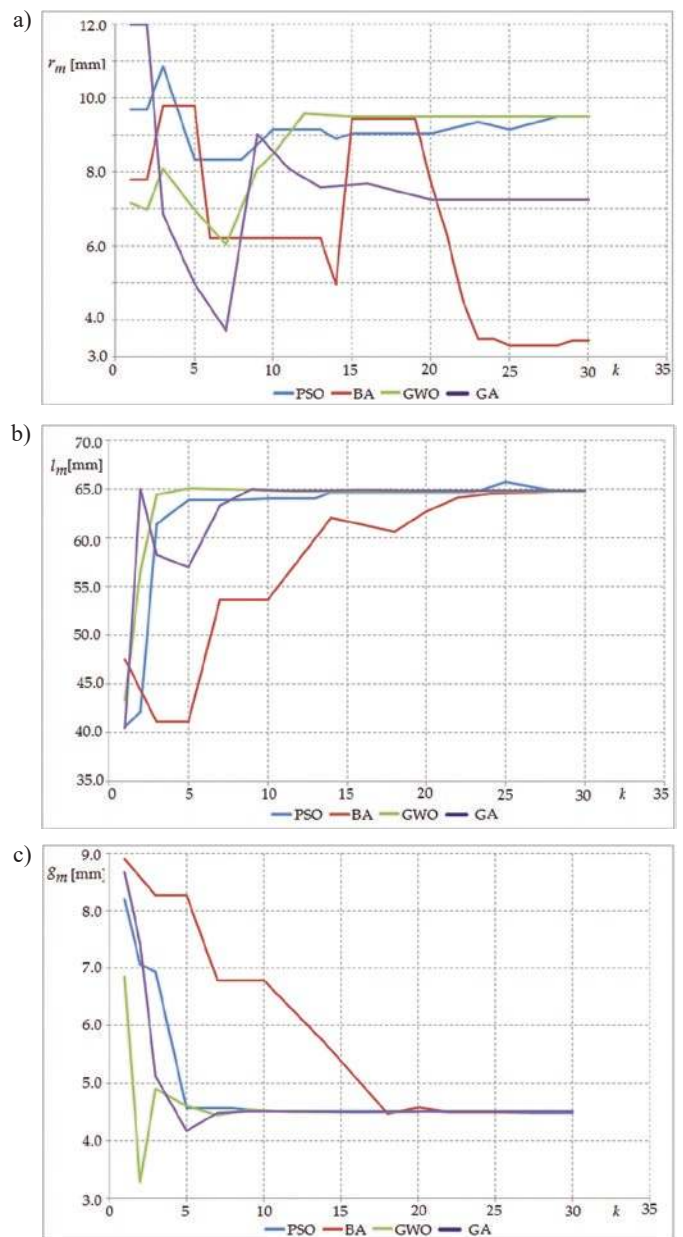 a)
12.0
r_m [mm]
10.0
8.0
6.0
4.0
3.0
0 5 10 15 20 25 30 k 35
PSO BA GWO GA
b)
70.0
l_m [mm]
65.0
60.0
55.0
50.0
45.0
40.0
35.0
0 5 10 15 20 25 k 30 35
PSO BA GWO GA
c)
9.0
g_m [mm]
8.0
7.0
6.0
5.0
4.0
3.0
0 5 10 15 20 25 k 30 35
PSO BA GWO GA